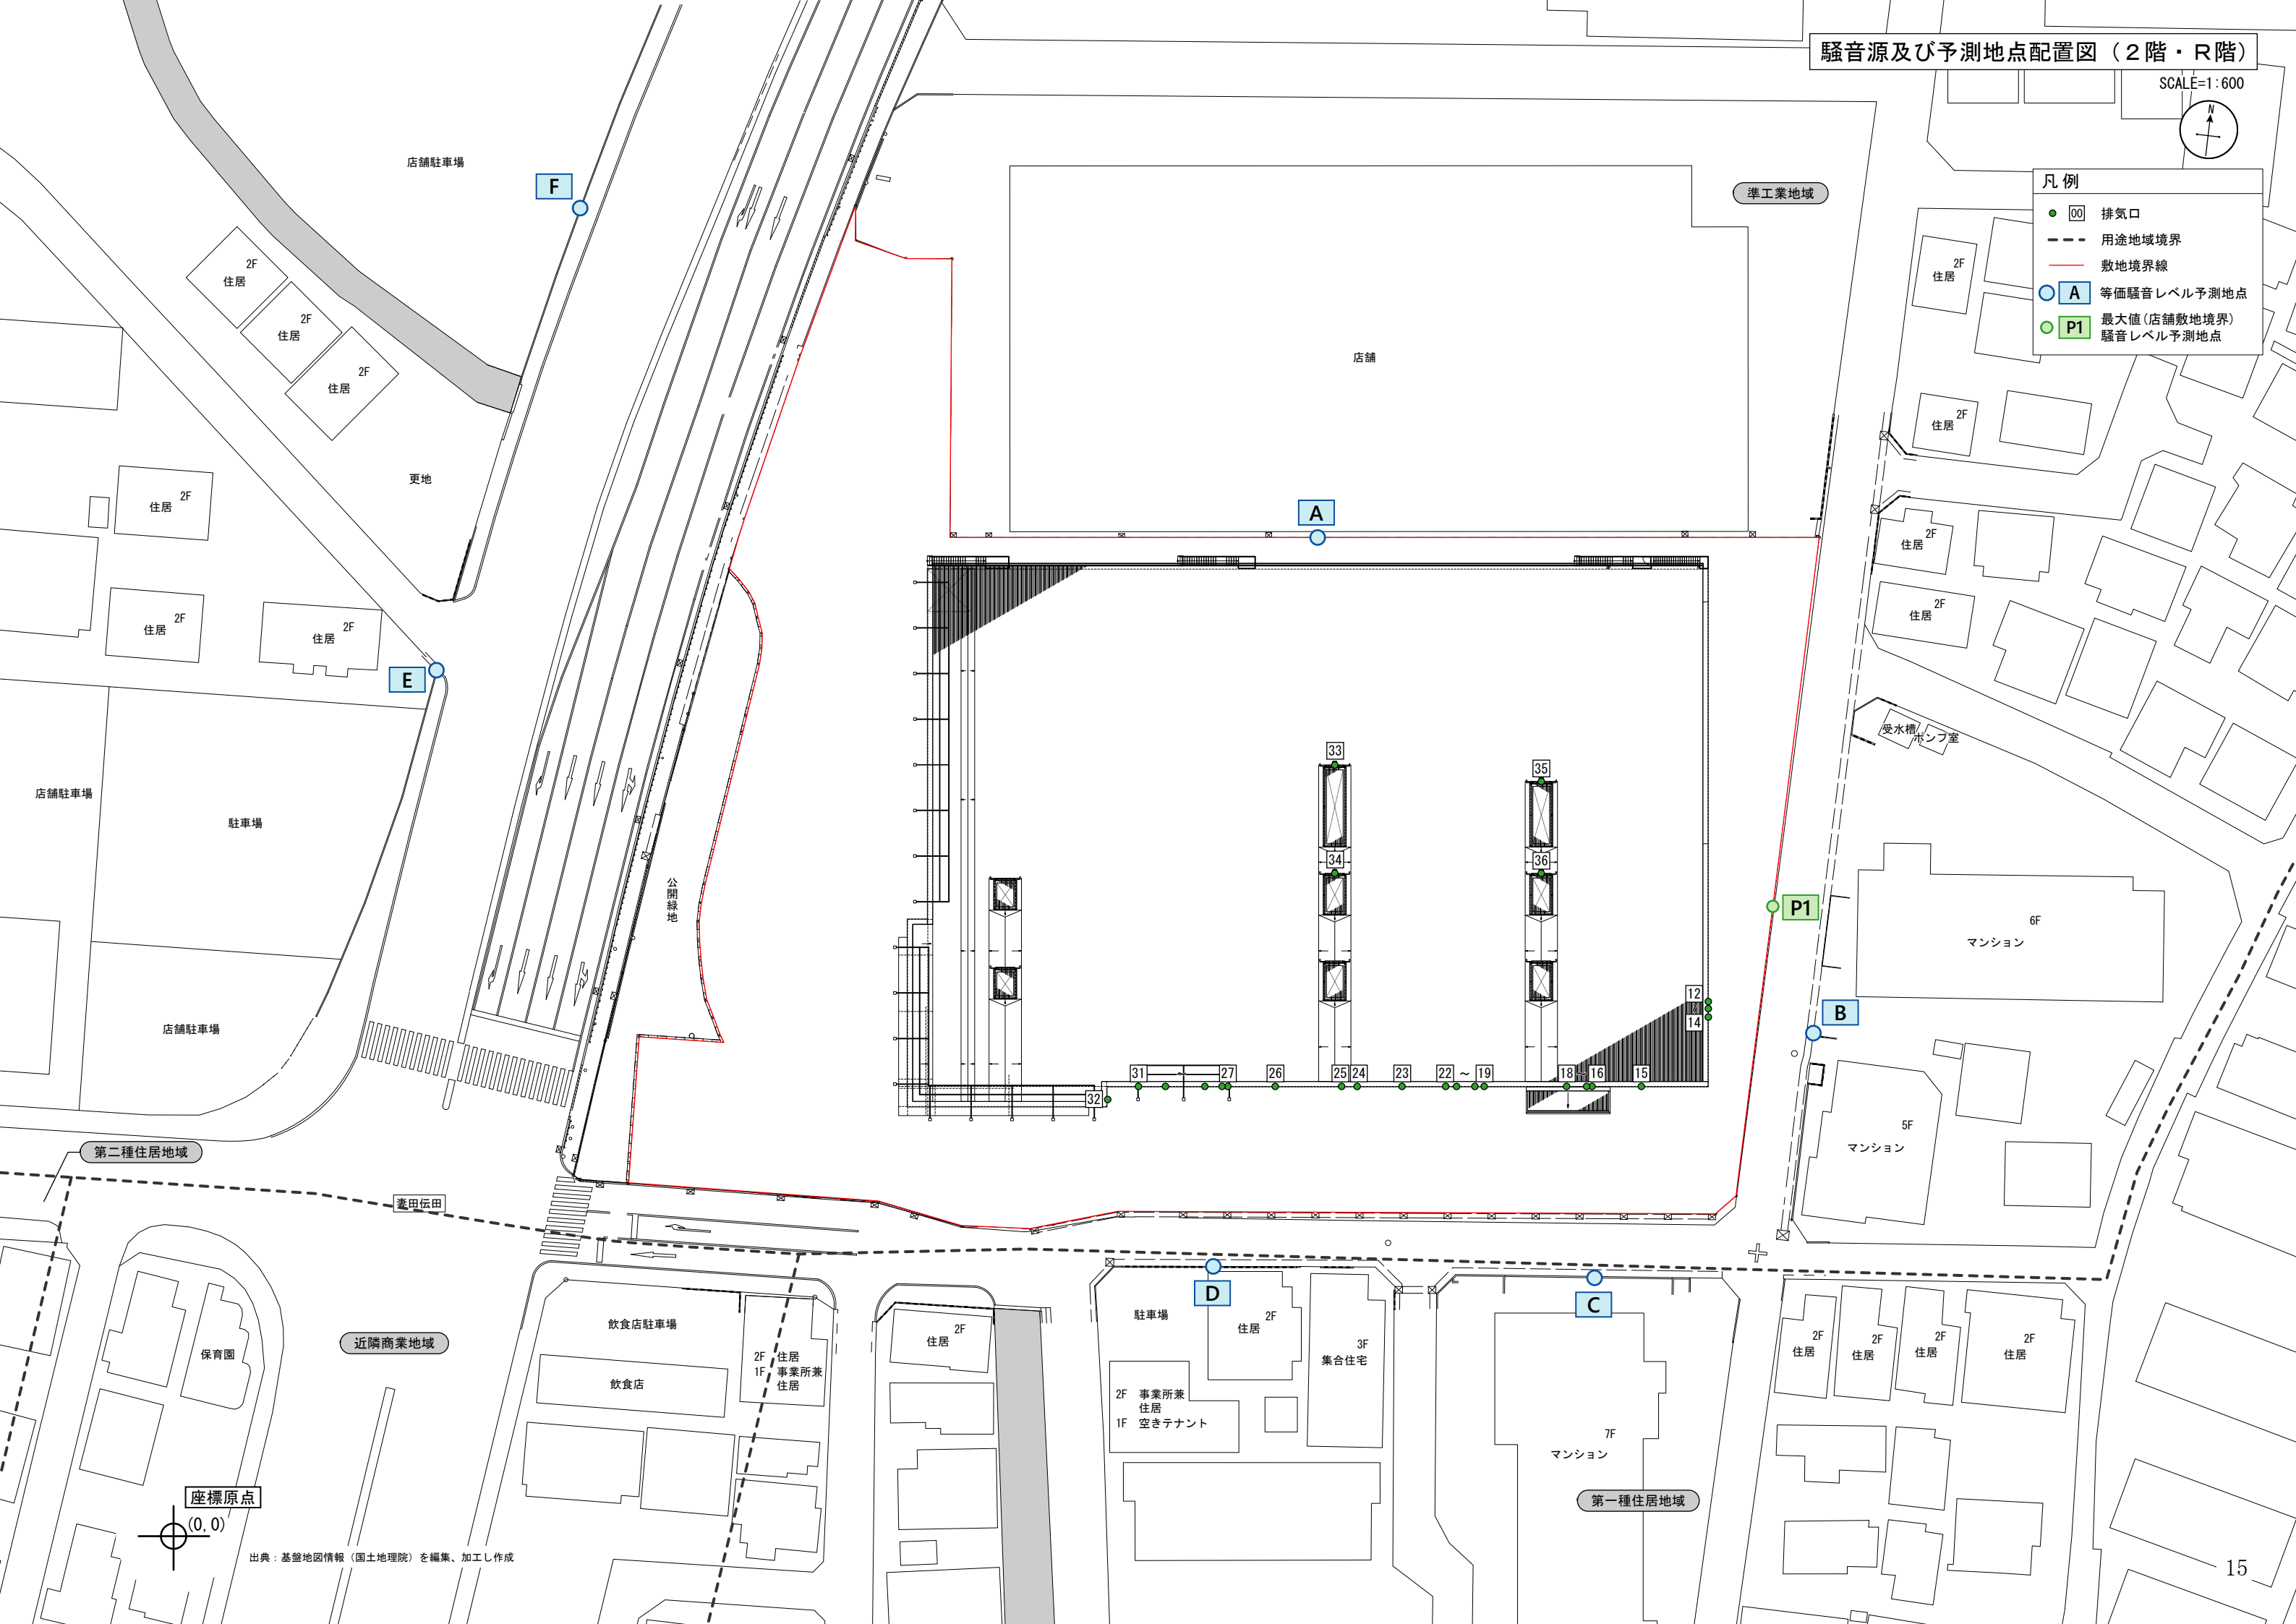 騒音源及び予測地点配置図（２階・Ｒ階）
SCALE=1:600
N
凡 例
00 排気口
用途地域境界
敷地境界線
A 等価騒音レベル予測地点
P1 最大値(店舗敷地境界)
騒音レベル予測地点
準工業地域
店舗駐車場
F
2F
住居
2F
住居
2F
住居
更地
店舗
2F
住居
2F
住居
2F
住居
2F
住居
A
2F
住居
2F
住居
2F
住居
E
受水槽
ポンプ室
店舗駐車場
駐車場
公開緑地
店舗駐車場
33
35
34
36
P1
6F
マンション
12
14
B
31
～
27
26
25
24
23
22
～
19
18
16
15
32
5F
マンション
第二種住居地域
妻田伝田
D
C
駐車場
2F
住居
3F
集合住宅
2F 事業所兼
住居
1F 空きテナント
飲食店駐車場
飲食店
2F 住居
1F 事業所兼
住居
2F
住居
近隣商業地域
保育園
2F
住居
2F
住居
2F
住居
2F
住居
7F
マンション
第一種住居地域
座標原点
(0,0)
出典：基盤地図情報（国土地理院）を編集、加工し作成
15